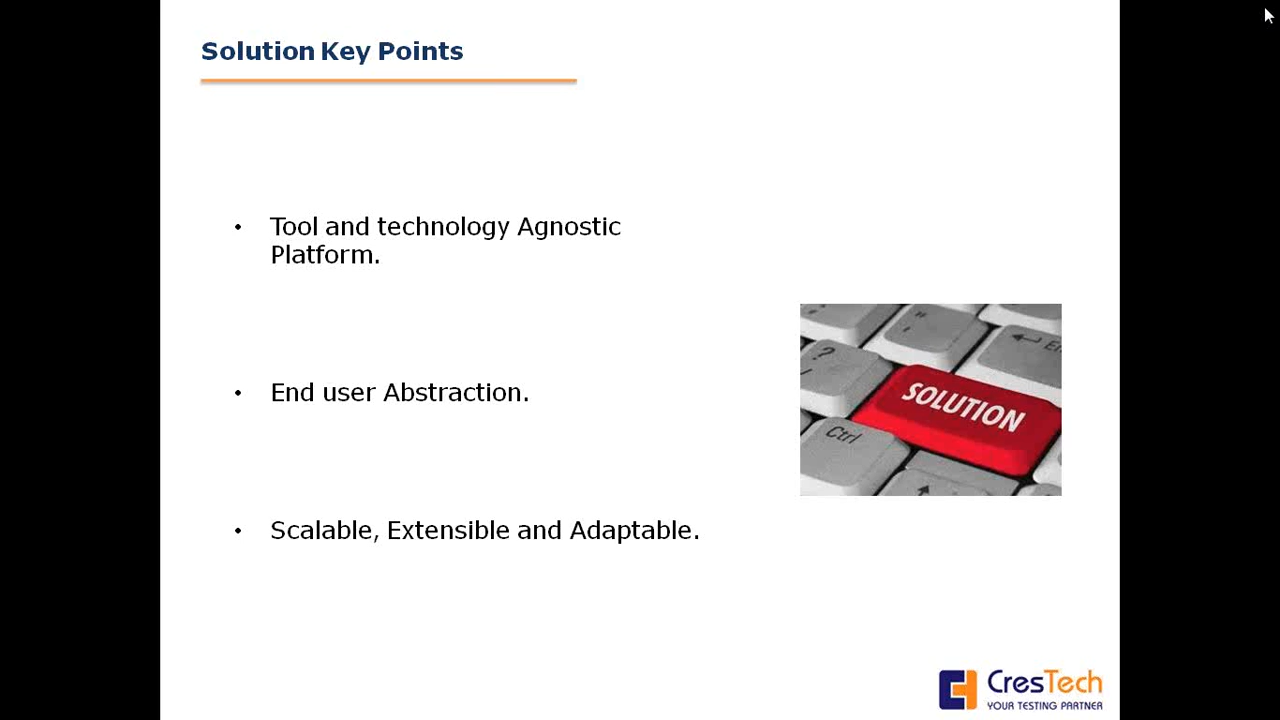 Solution Key Points
• Tool and technology Agnostic
Platform.
• End user Abstraction.
• Scalable, Extensible and Adaptable.
?
/
"
'
SOLUTION
Ctrl
CresTech
YOUR TESTING PARTNER